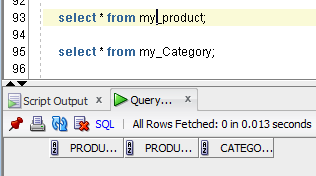 92
93 select * from my_product;
94
95 select * from my_Category;
96
Script Output x Query... x
SQL All Rows Fetched: 0 in 0.013 seconds
PRODU... PRODU... CATEGO...